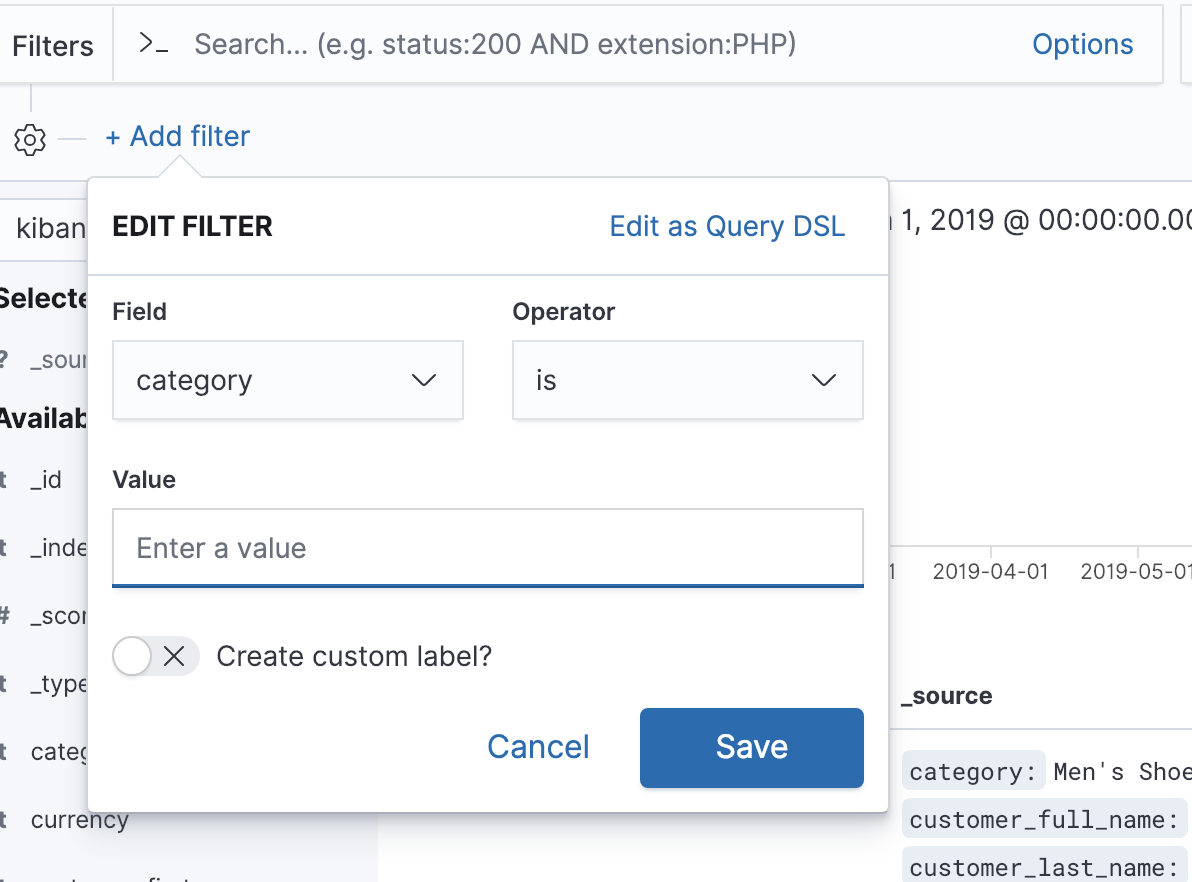 Filters >_ Search... (e.g. status:200 AND extension:PHP) Options
+ Add filter
EDIT FILTER Edit as Query DSL
kiban 1, 2019 @ 00:00:00.00
Selecte
Field Operator
? _sour
category is
Availab
Value
t _id
Enter a value
t _inde
2019-04-01 2019-05-01
# _scor
Create custom label?
t _type
_source
Cancel Save
t categ
category: Men's Shoe
t currency
customer_full_name:
customer_last_name: